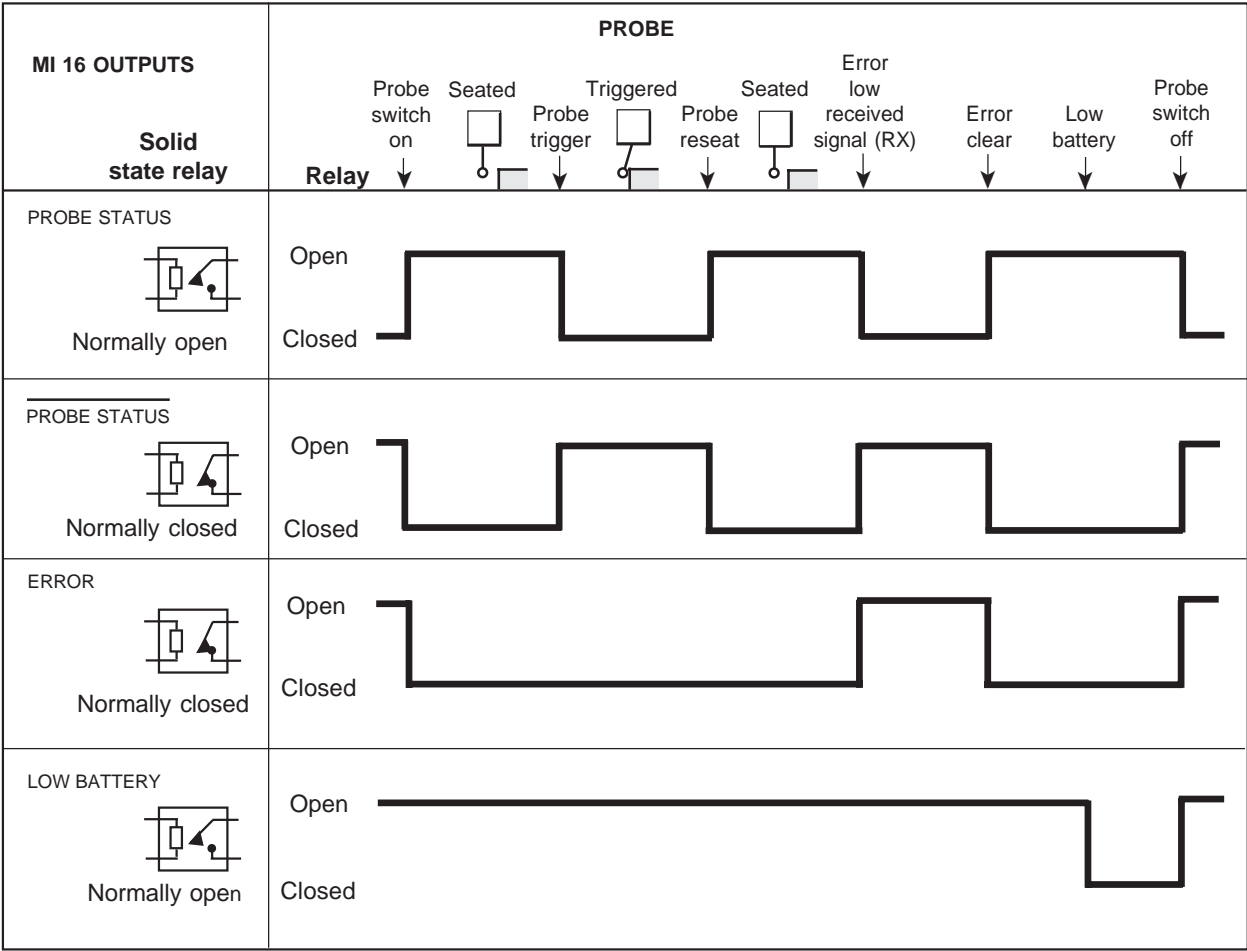 PROBE
MI 16 OUTPUTS
Solid
state relay
Relay
Probe
switch
on
Seated
Probe
trigger
Triggered
Probe
reseat
Seated
Error
low
received
signal (RX)
Error
clear
Low
battery
Probe
switch
off
PROBE STATUS
Normally open
Open
Closed
PROBE STATUS
Normally closed
Open
Closed
ERROR
Normally closed
Open
Closed
LOW BATTERY
Normally open
Open
Closed